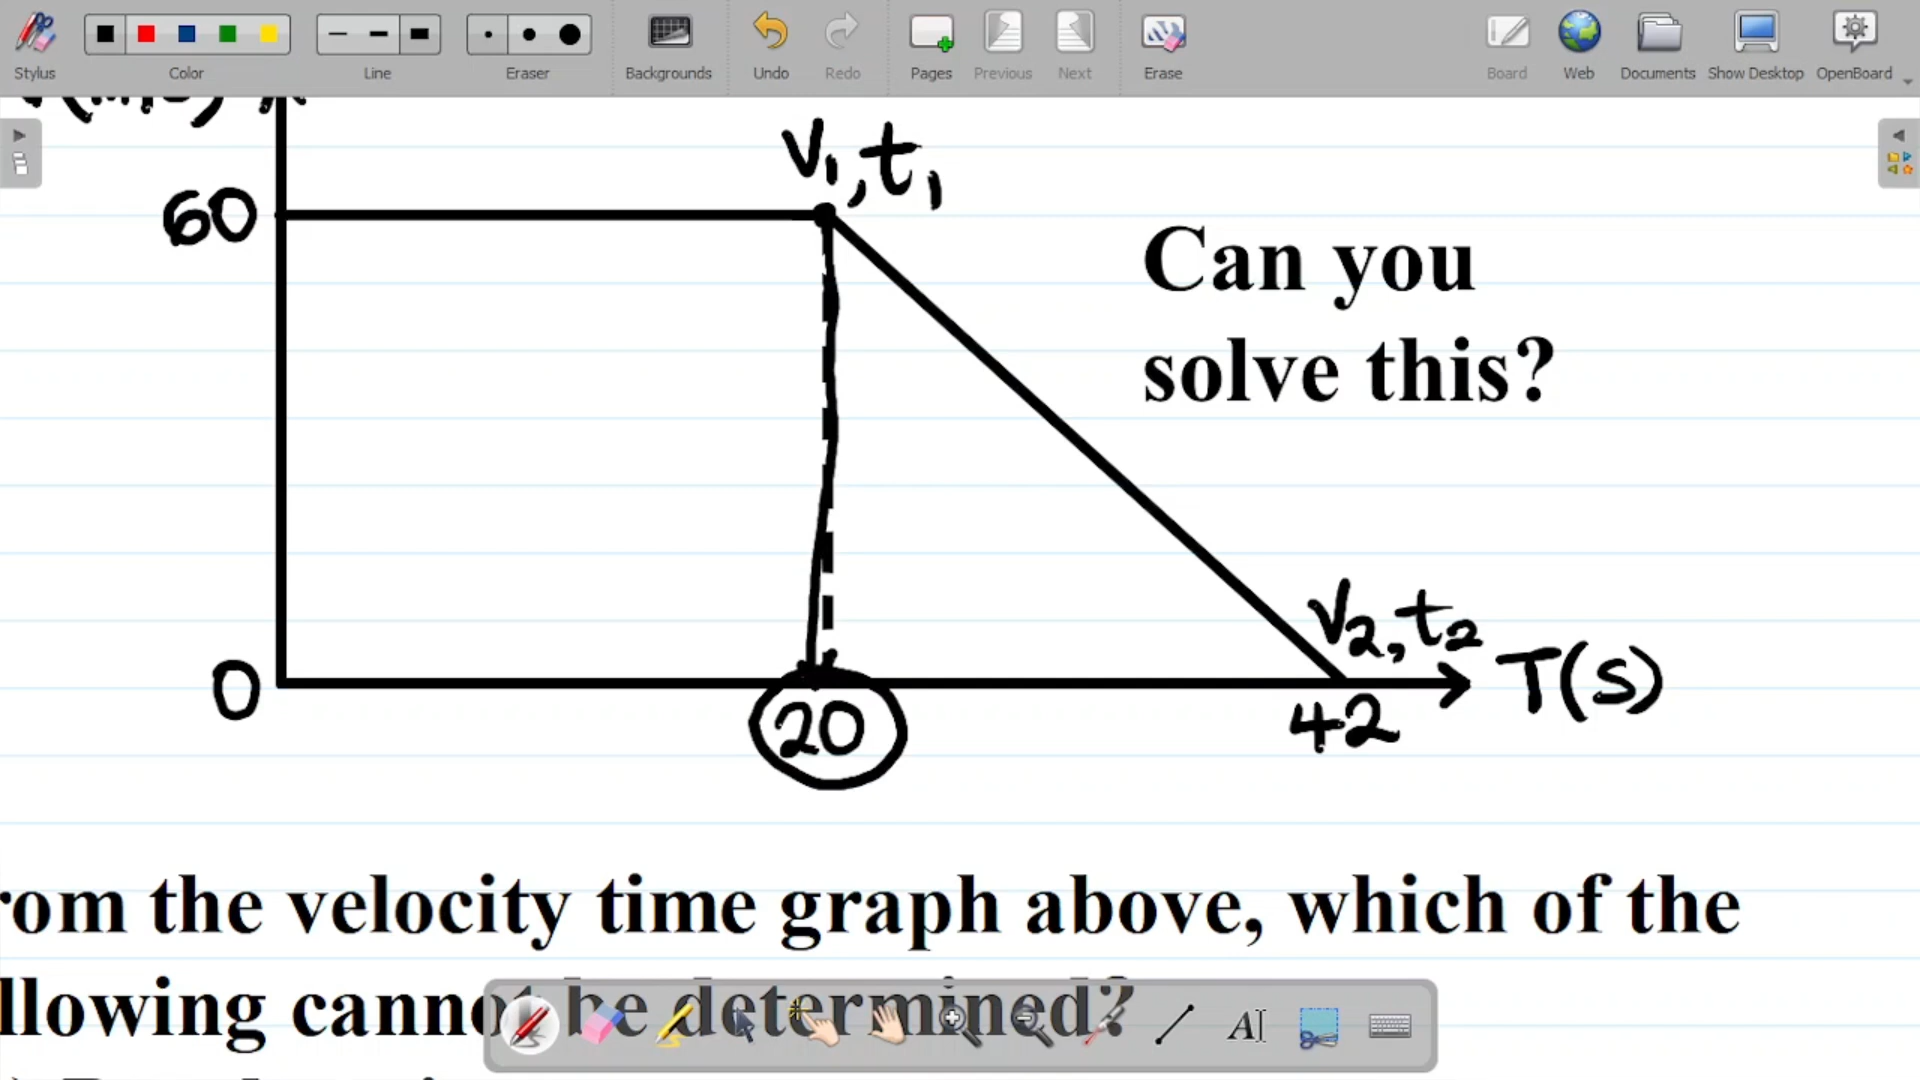 Stylus
Color
Line
Eraser
Backgrounds
Undo
Redo
Pages
Previous
Next
Erase
Board
Web
Documents
Show Desktop
OpenBoard
V₁,t₁
60
Can you
solve this?
V₂,t₂
0
T(S)
20
42
rom the velocity time graph above, which of the
llowing cannot be determined?